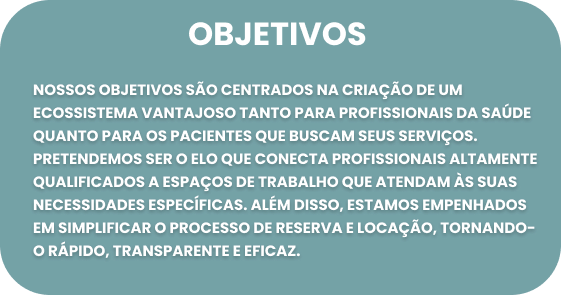 OBJETIVOS
NOSSOS OBJETIVOS SÃO CENTRADOS NA CRIAÇÃO DE UM
ECOSSISTEMA VANTAJOSO TANTO PARA PROFISSIONAIS DA SAÚDE
QUANTO PARA OS PACIENTES QUE BUSCAM SEUS SERVIÇOS.
PRETENDEMOS SER O ELO QUE CONECTA PROFISSIONAIS ALTAMENTE
QUALIFICADOS A ESPAÇOS DE TRABALHO QUE ATENDAM ÀS SUAS
NECESSIDADES ESPECÍFICAS. ALÉM DISSO, ESTAMOS EMPENHADOS
EM SIMPLIFICAR O PROCESSO DE RESERVA E LOCAÇÃO, TORNANDO-
O RÁPIDO, TRANSPARENTE E EFICAZ.